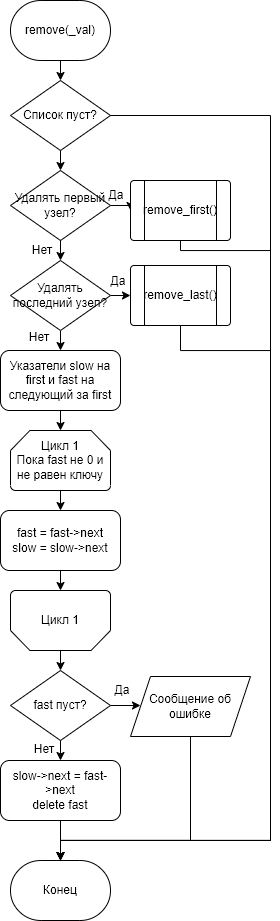 remove(_val)
Список пуст?
Удалять первый
узел?
Да
remove_first()
Нет
Удалять
последний узел?
Да
remove_last()
Нет
Указатели slow на
first и fast на
следующий за first
Цикл 1
Пока fast не 0 и
не равен ключу
fast = fast->next
slow = slow->next
Цикл 1
fast пуст?
Да
Сообщение об
ошибке
Нет
slow->next = fast-
>next
delete fast
Конец